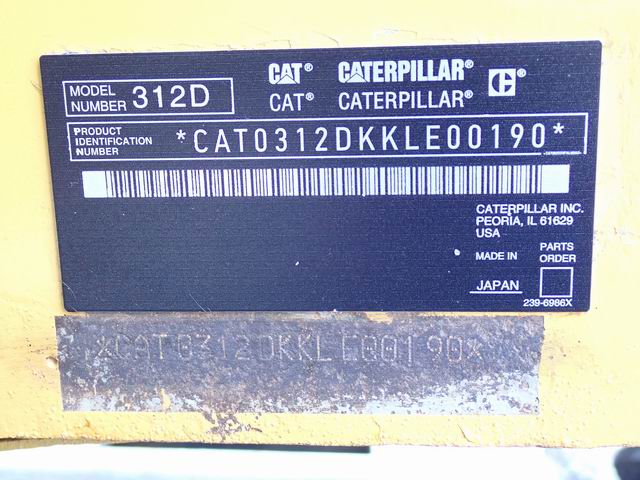 CAT® CATERPILLAR® C®
CAT® CATERPILLAR®
MODEL NUMBER 312D
PRODUCT IDENTIFICATION NUMBER *CAT0312DKKLE00190*
CATERPILLAR INC.
PEORIA, IL 61629
USA
MADE IN
JAPAN
PARTS
ORDER
239-6986X
*CAT0312DKKLE00190*